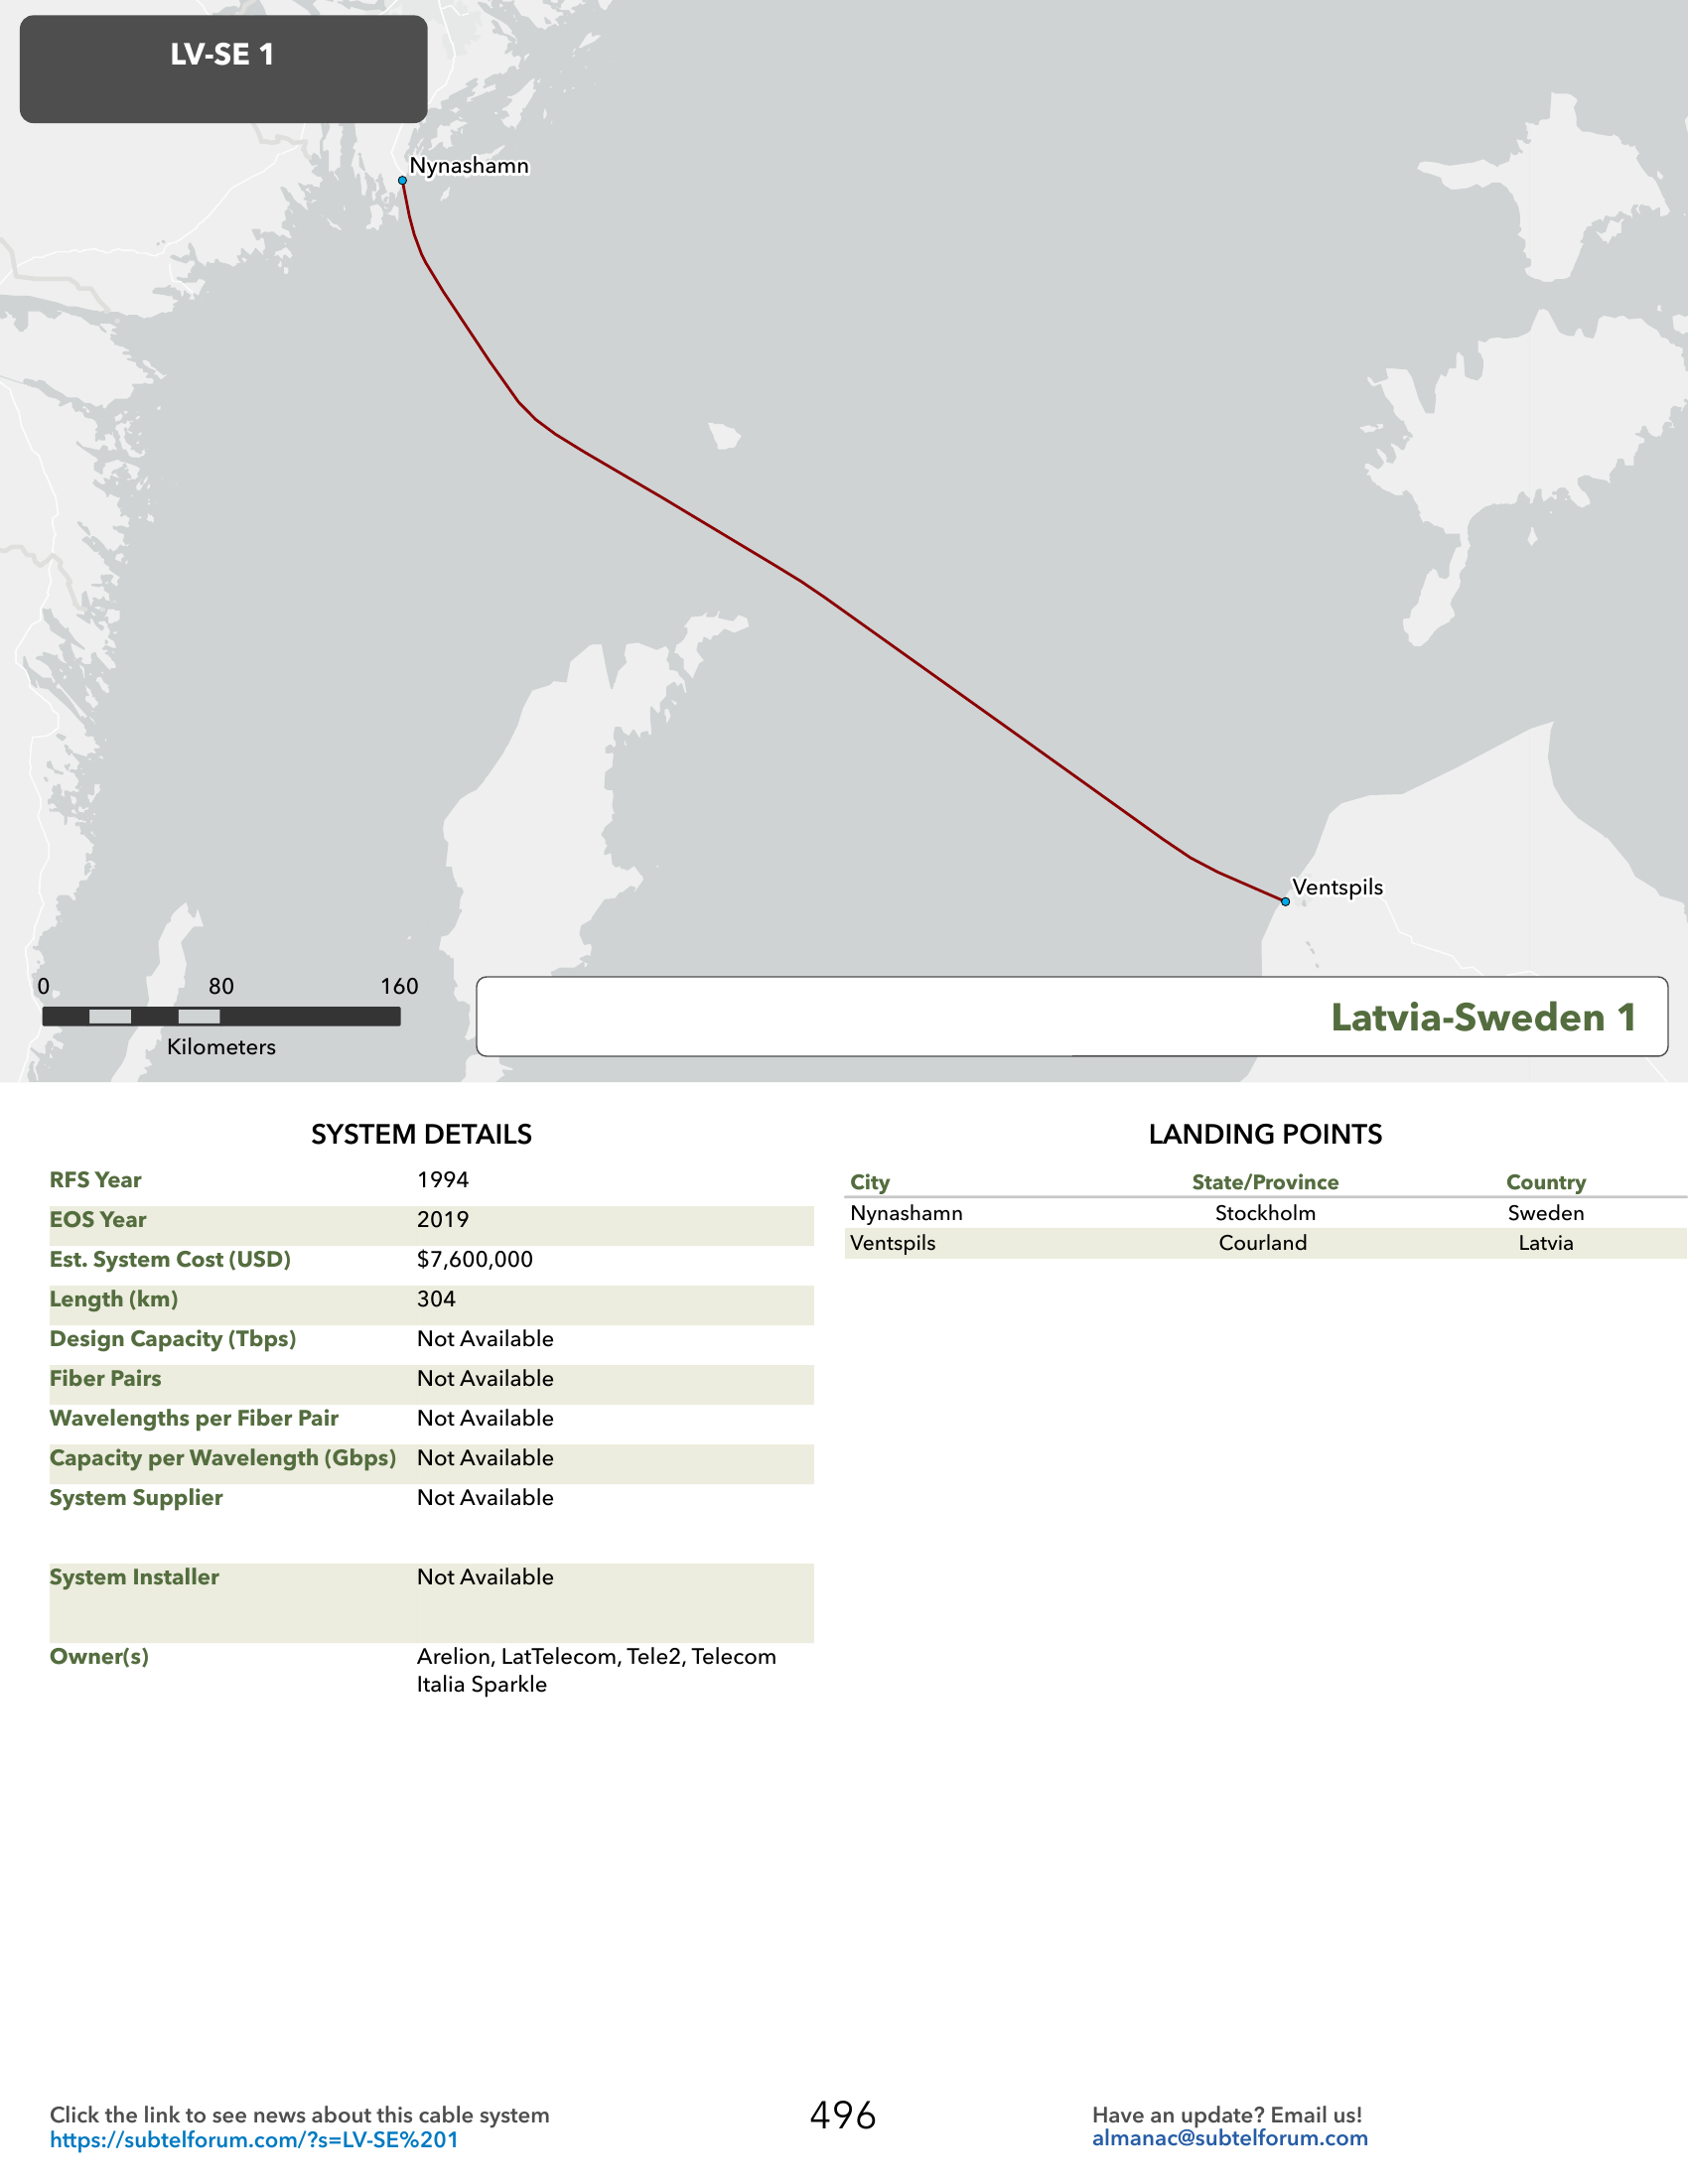 LV-SE 1
Nynashamn
Ventspils
0 80 160
Kilometers
Latvia-Sweden 1
SYSTEM DETAILS
RFS Year 1994
EOS Year 2019
Est. System Cost (USD) $7,600,000
Length (km) 304
Design Capacity (Tbps) Not Available
Fiber Pairs Not Available
Wavelengths per Fiber Pair Not Available
Capacity per Wavelength (Gbps) Not Available
System Supplier Not Available
System Installer Not Available
Owner(s) Arelion, LatTelecom, Tele2, Telecom
Italia Sparkle
LANDING POINTS
City State/Province Country
Nynashamn Stockholm Sweden
Ventspils Courland Latvia
Click the link to see news about this cable system
https://subtelforum.com/?s=LV-SE%201
496
Have an update? Email us!
almanac@subtelforum.com